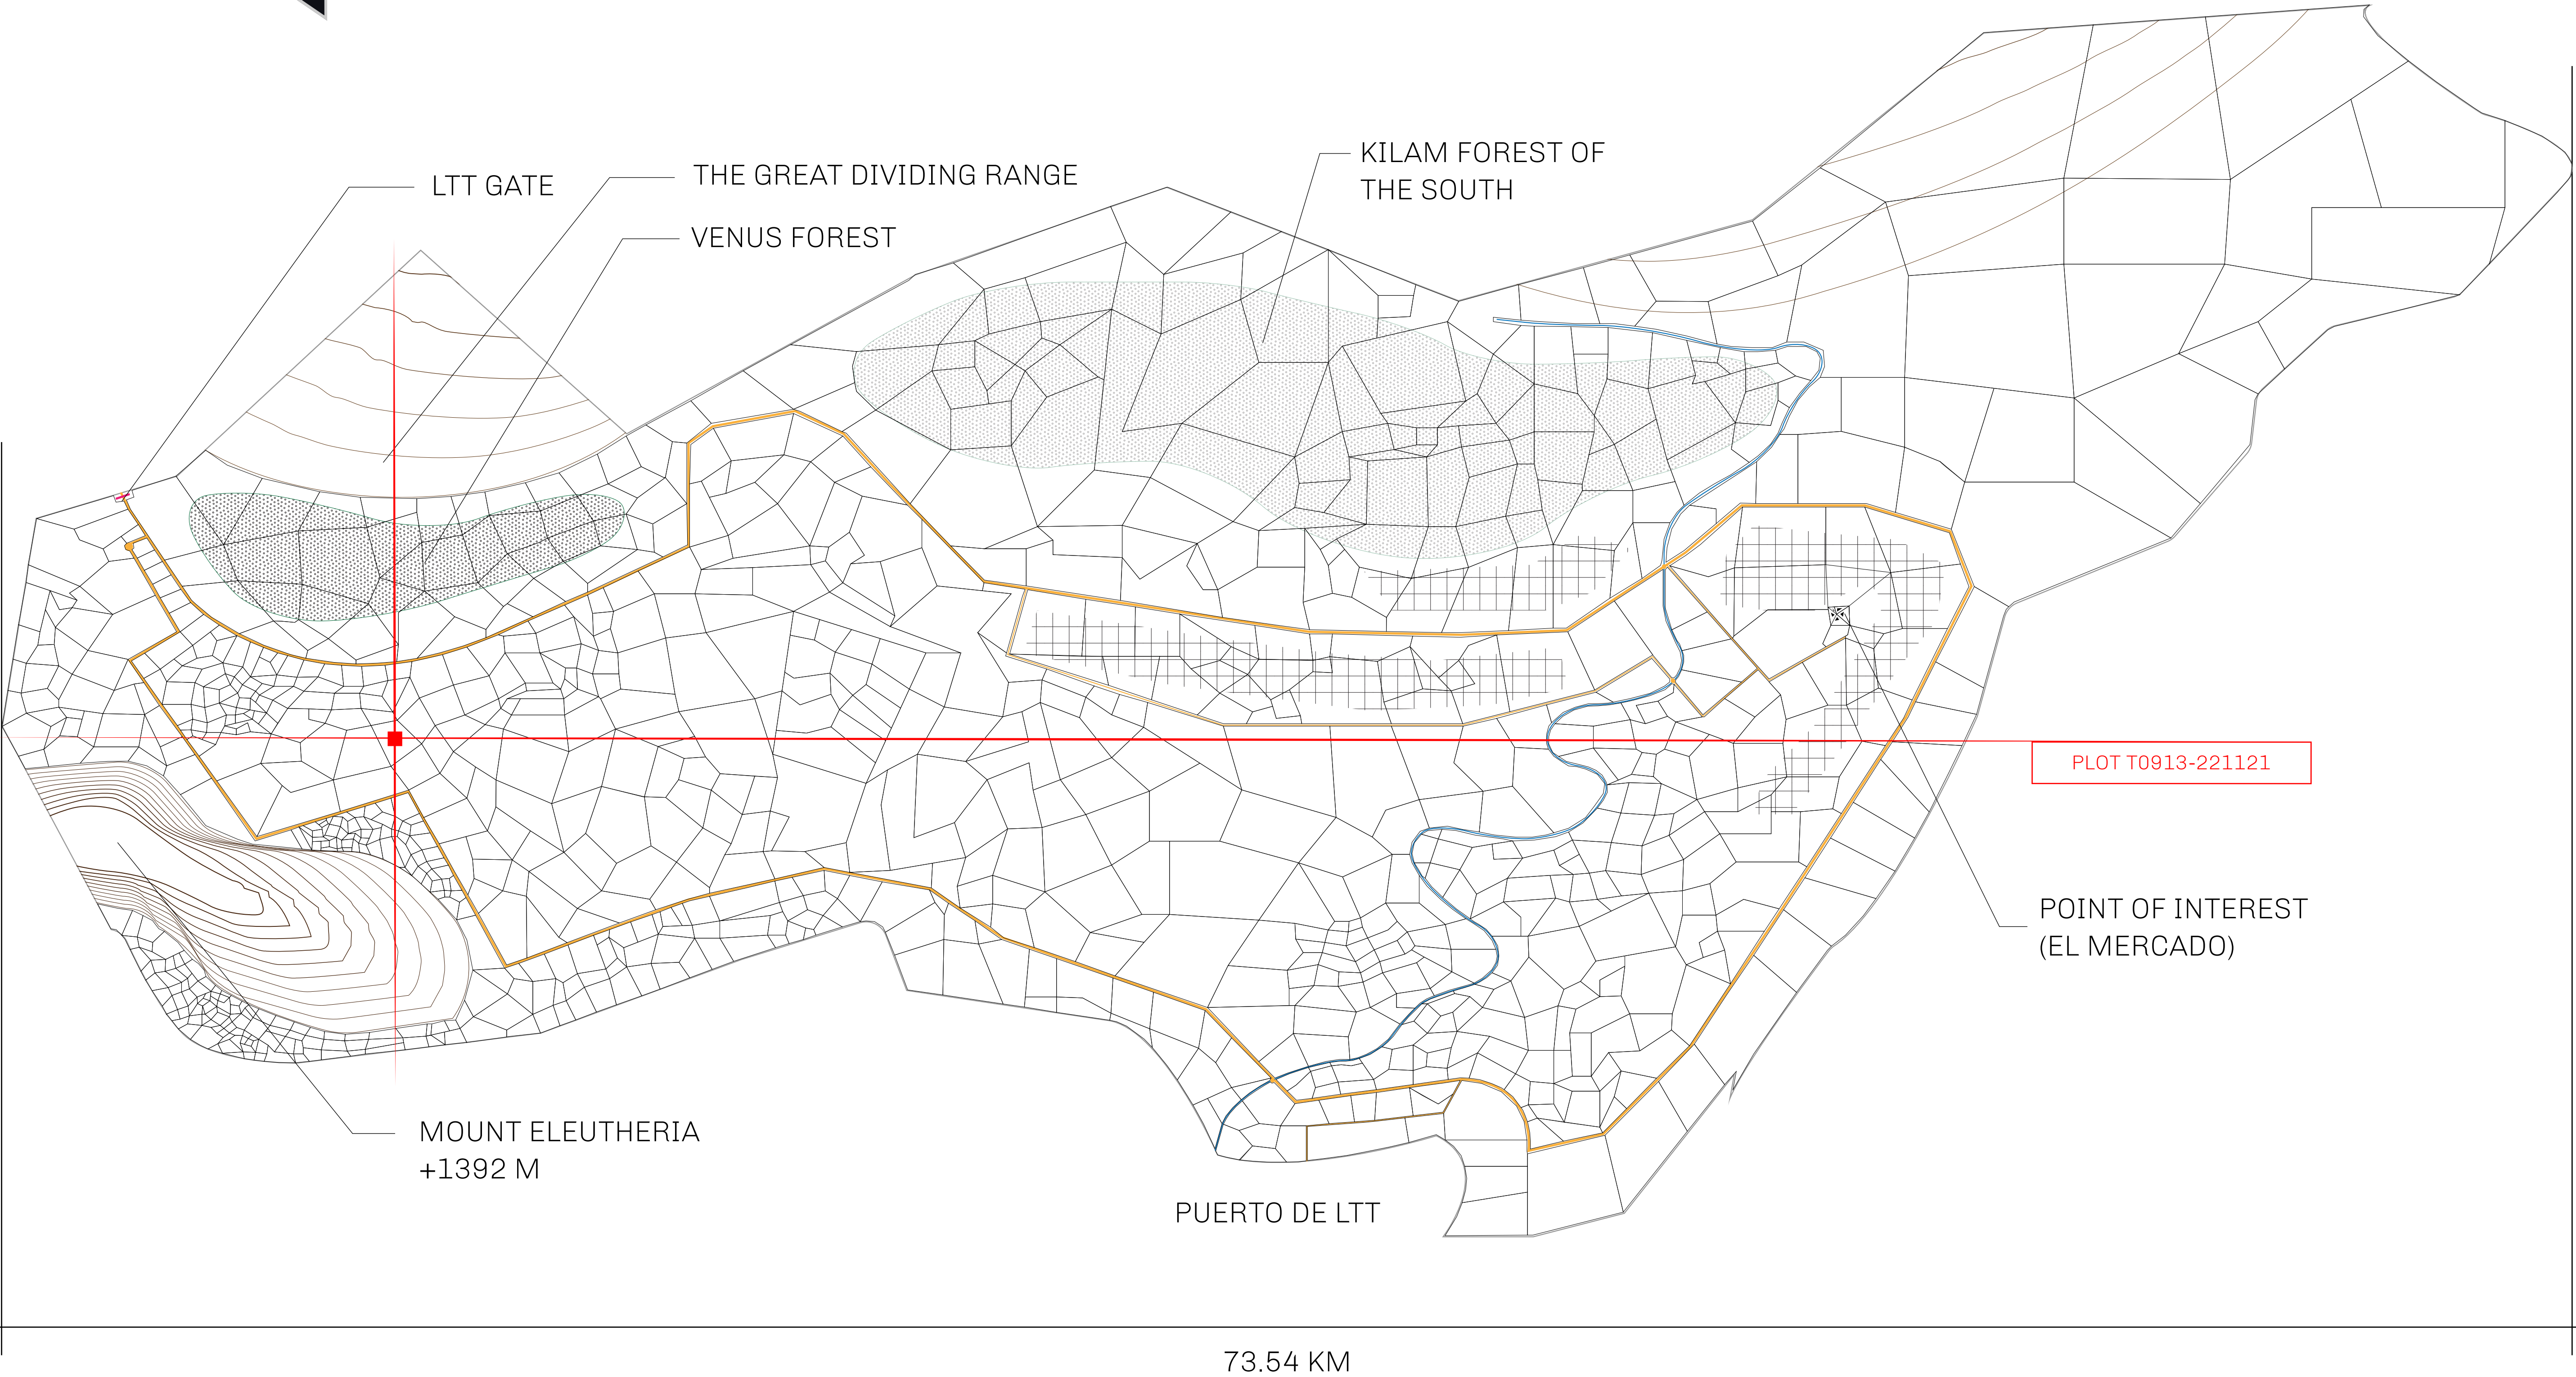 KILAM FOREST OF
THE SOUTH
THE GREAT DIVIDING RANGE
LTT GATE
VENUS FOREST
PLOT T0913-221121
POINT OF INTEREST
(EL MERCADO)
MOUNT ELEUTHERIA
+1392 M
PUERTO DE LTT
73.54 KM